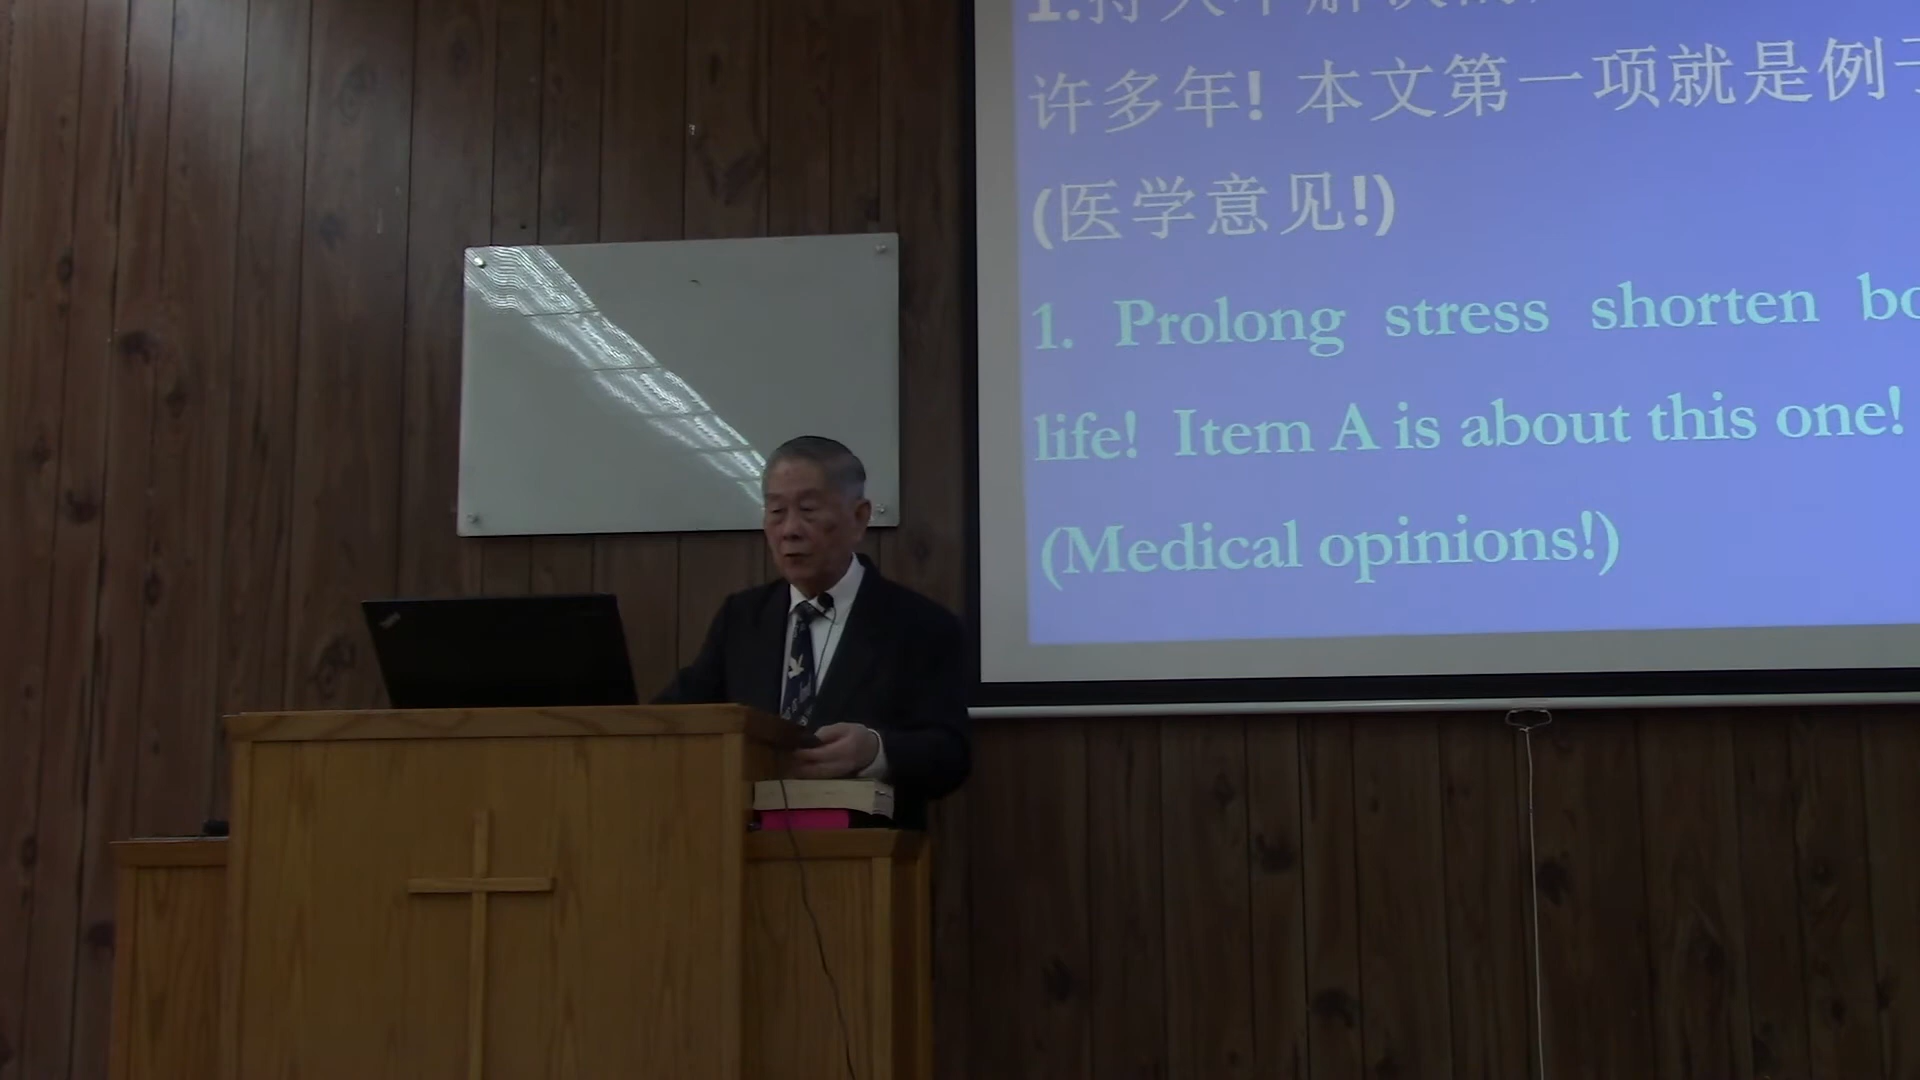 许多年! 本文第一项就是例
(医学意见!)
1. Prolong stress shorten
life! Item A is about this one!
(Medical opinions!)